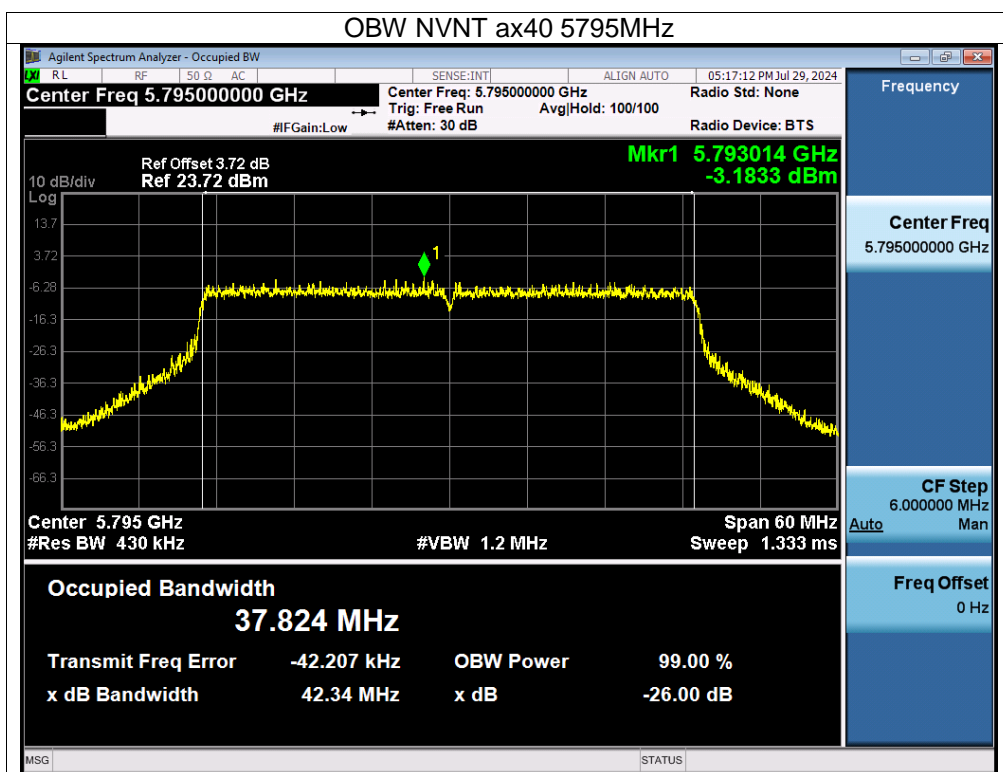 OBW NVNT ax40 5795MHz
Agilent Spectrum Analyzer - Occupied BW
LXI RL RF 50 Ω AC SENSE:INT ALIGN AUTO 05:17:12 PM Jul 29, 2024
Center Freq 5.795000000 GHz Center Freq: 5.795000000 GHz Radio Std: None
Trig: Free Run Avg|Hold: 100/100
#IFGain:Low #Atten: 30 dB Radio Device: BTS
Mkr1 5.793014 GHz
-3.1833 dBm
Ref Offset 3.72 dB
10 dB/div Ref 23.72 dBm
Log
13.7
3.72
-6.28
-16.3
-26.3
-36.3
-46.3
-56.3
-66.3
1
Center 5.795 GHz Span 60 MHz
#Res BW 430 kHz #VBW 1.2 MHz Sweep 1.333 ms
Occupied Bandwidth
37.824 MHz
Transmit Freq Error -42.207 kHz OBW Power 99.00 %
x dB Bandwidth 42.34 MHz x dB -26.00 dB
MSG STATUS
Frequency
Center Freq
5.795000000 GHz
CF Step
6.000000 MHz
Auto Man
Freq Offset
0 Hz